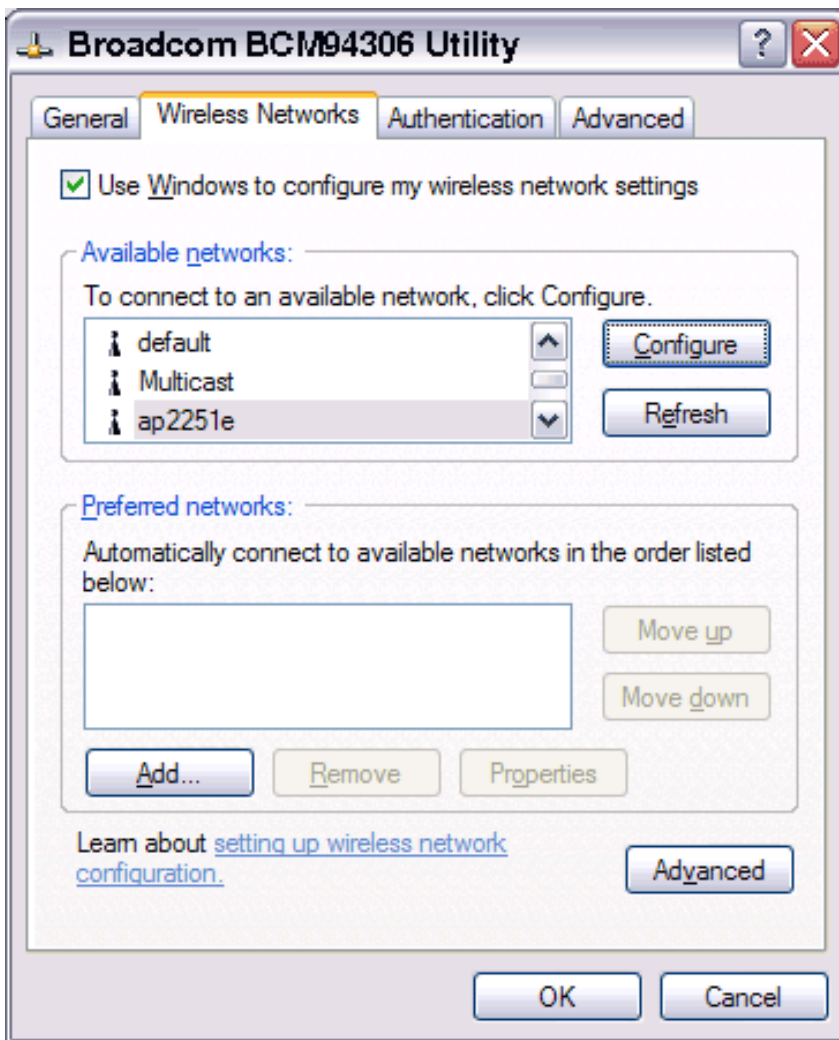 Broadcom BCM94306 Utility
General
Wireless Networks
Authentication
Advanced
Use Windows to configure my wireless network settings
Available networks:
To connect to an available network, click Configure.
default
Multicast
ap2251e
Configure
Refresh
Preferred networks:
Automatically connect to available networks in the order listed
below:
Move up
Move down
Add...
Remove
Properties
Learn about setting up wireless network
configuration.
Advanced
OK
Cancel